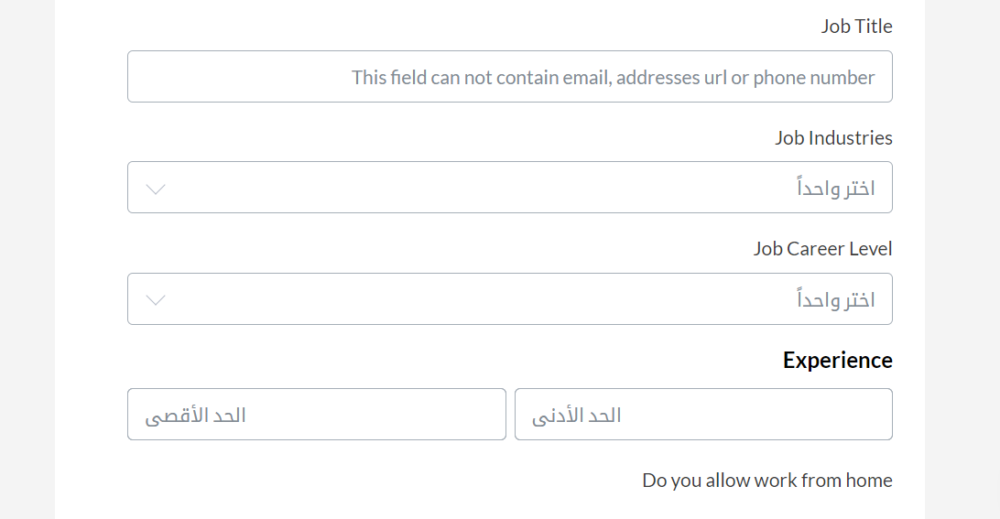 Job Title
This field can not contain email, addresses url or phone number
Job Industries
اختر واحداً
Job Career Level
اختر واحداً
Experience
الحد الأدنى
الحد الأقصى
Do you allow work from home